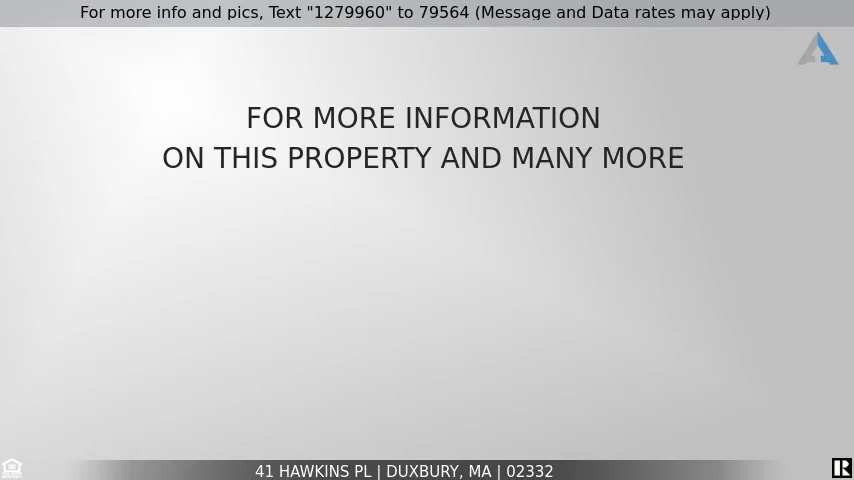 For more info and pics, Text "1279960" to 79564 (Message and Data rates may apply)
FOR MORE INFORMATION
ON THIS PROPERTY AND MANY MORE
41 HAWKINS PL | DUXBURY, MA | 02332